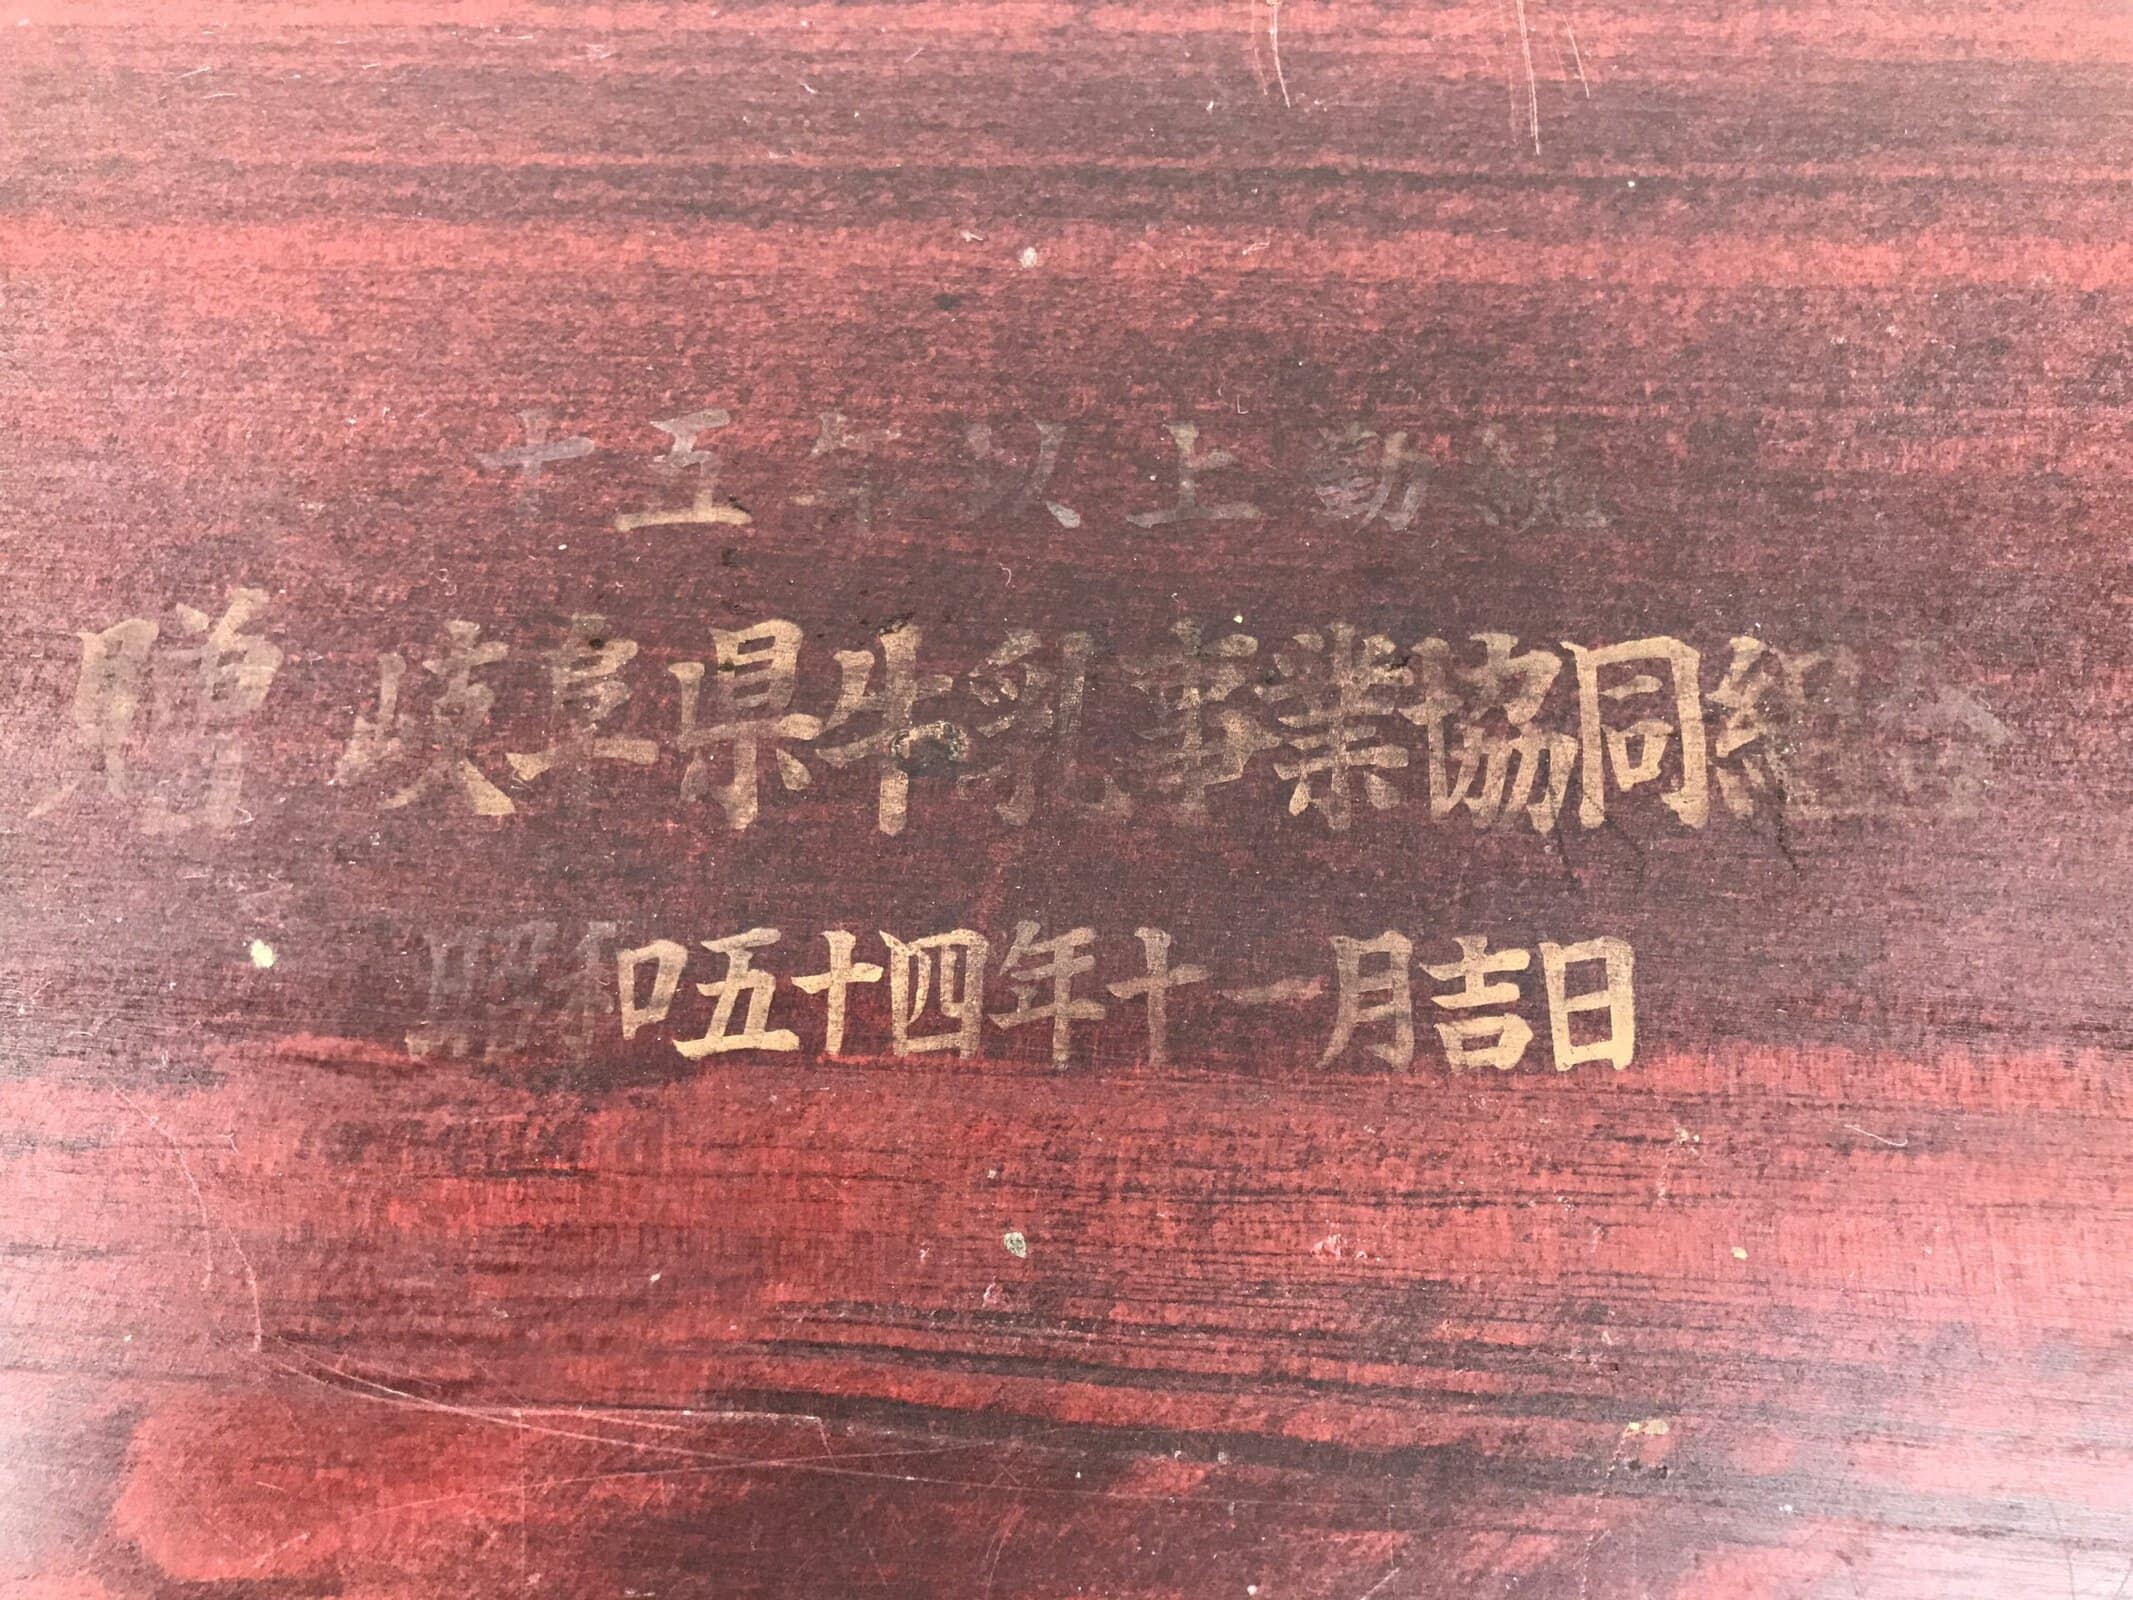 十五年以上勤続
贈 岐阜県牛乳事業協同組合
昭和五十四年十一月吉日